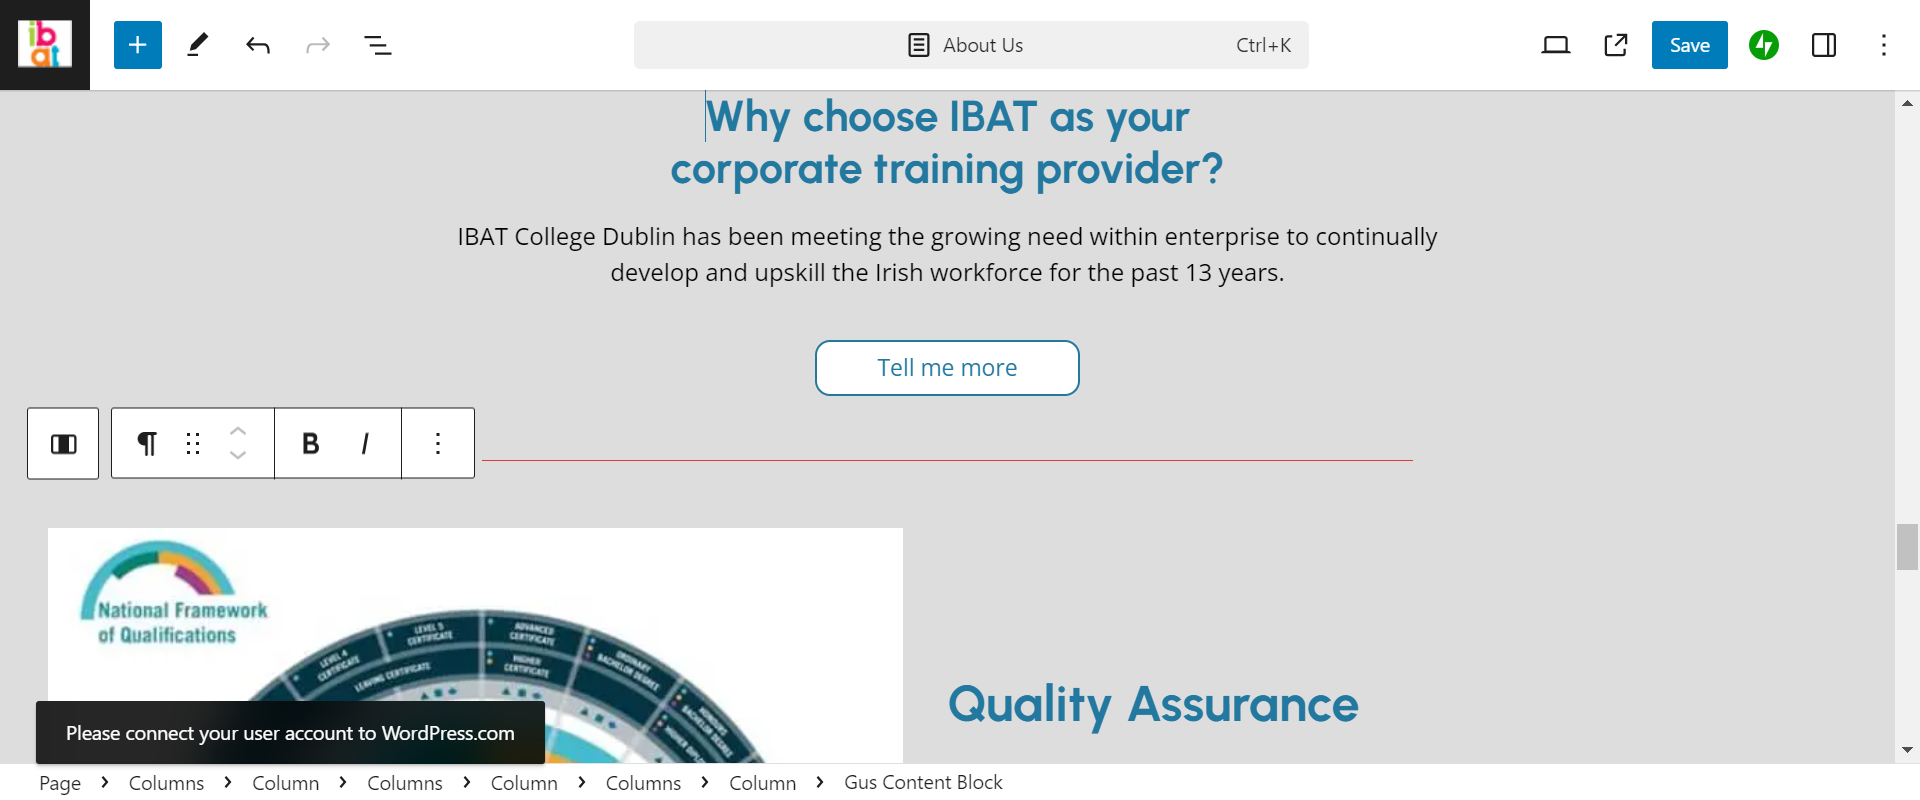 ib
at
About Us
Ctrl+K
Save
Why choose IBAT as your
corporate training provider?
IBAT College Dublin has been meeting the growing need within enterprise to continually
develop and upskill the Irish workforce for the past 13 years.
Tell me more
B I
National Framework
of Qualifications
LEVEL 4
CERTIFICATE
LEVEL 5
CERTIFICATE
ADVANCED
CERTIFICATE
LEAVING CERTIFICATE
HIGHER
CERTIFICATE
ORDINARY
BACHELOR DEGREE
HONOURS
BACHELOR DEGREE
HIGHER
Quality Assurance
Please connect your user account to WordPress.com
Page > Columns > Column > Columns > Column > Columns > Column > Gus Content Block